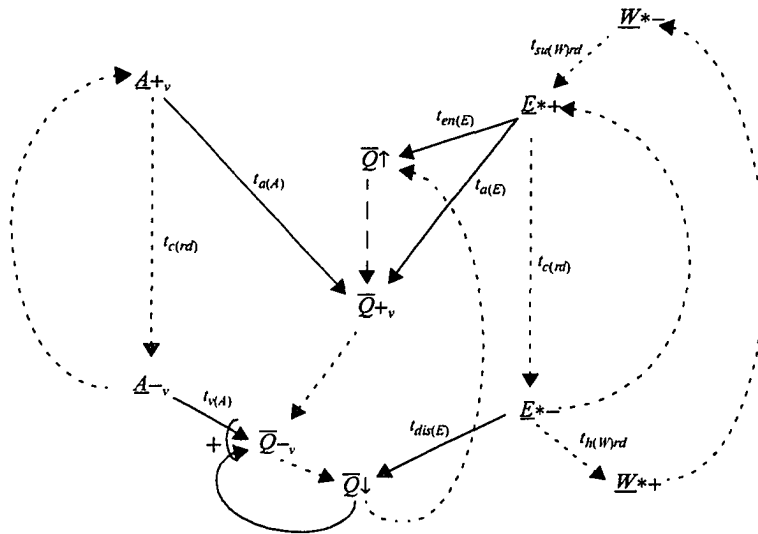 W*−
t_su(W)rd
A+_v
E*+
t_en(E)
Q̅↑
t_a(A)
t_a(E)
t_c(rd)
t_c(rd)
Q̅+_v
A−_v
t_v(A)
E*−
t_dis(E)
+
Q̅−_v
t_h(W)rd
Q̅↓
W*+